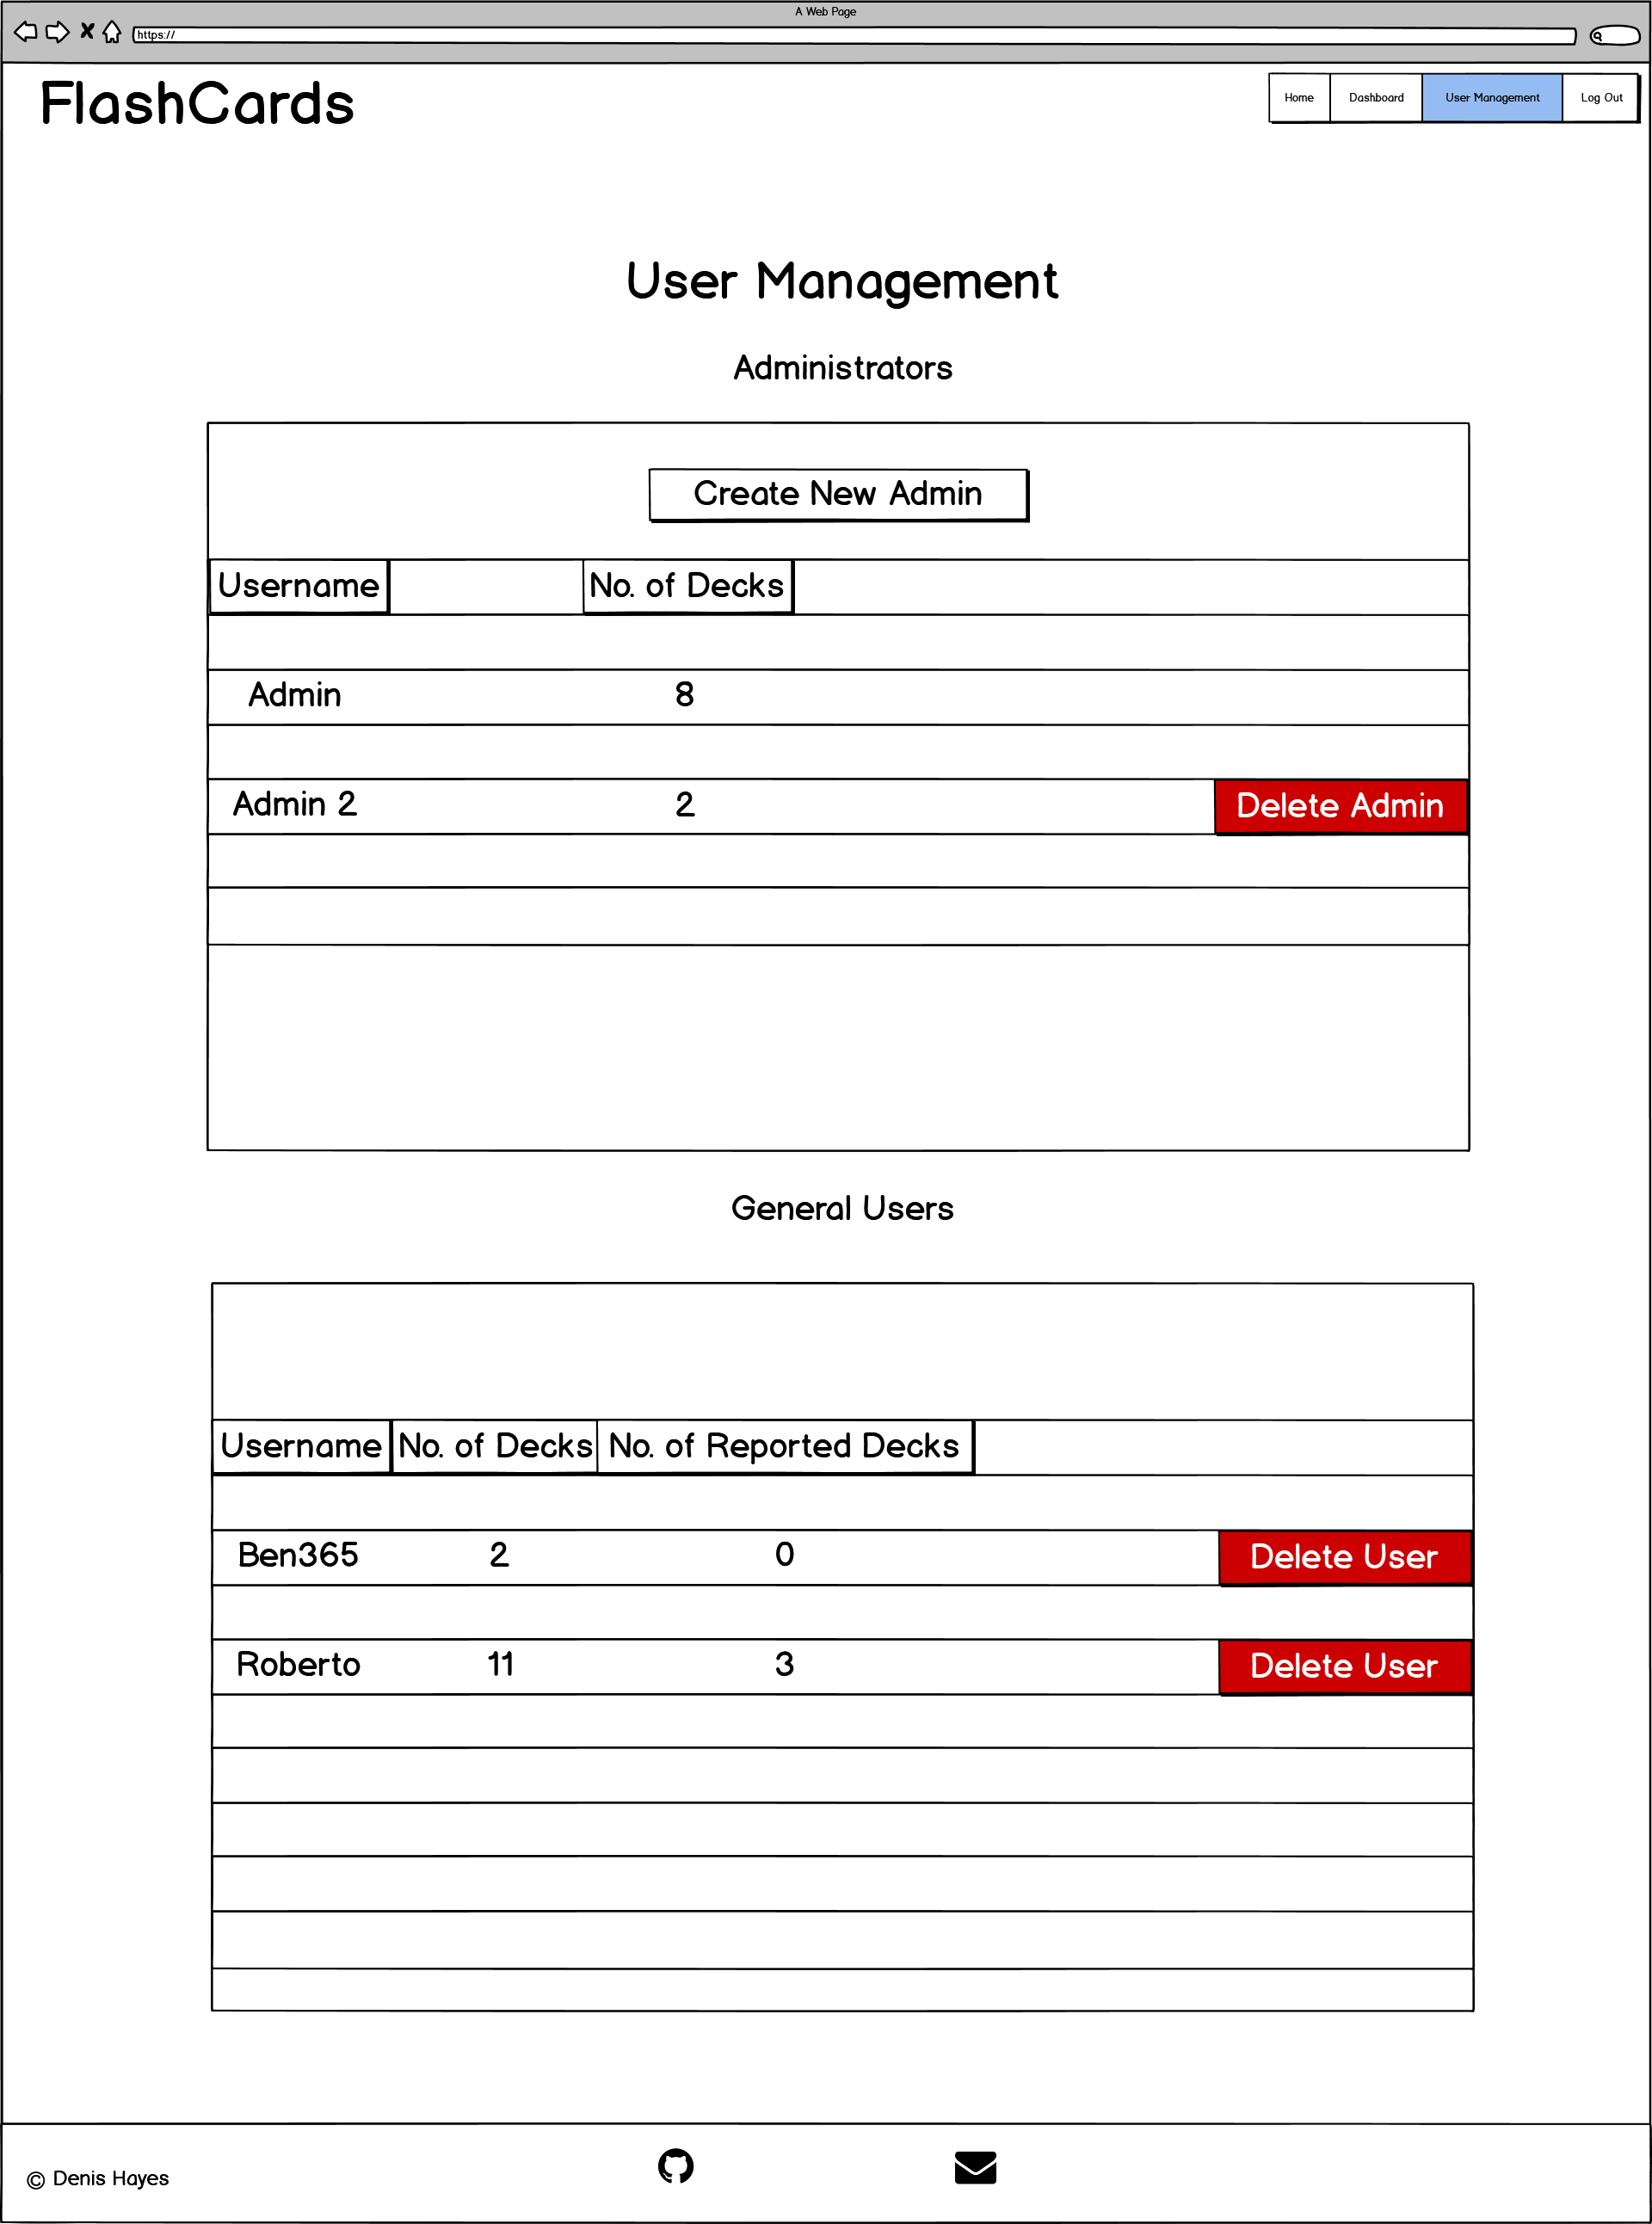 A Web Page
https://
FlashCards
Home Dashboard User Management Log Out
User Management
Administrators
Create New Admin
Username No. of Decks
Admin 8
Admin 2 2 Delete Admin
General Users
Username No. of Decks No. of Reported Decks
Ben365 2 0 Delete User
Roberto 11 3 Delete User
© Denis Hayes